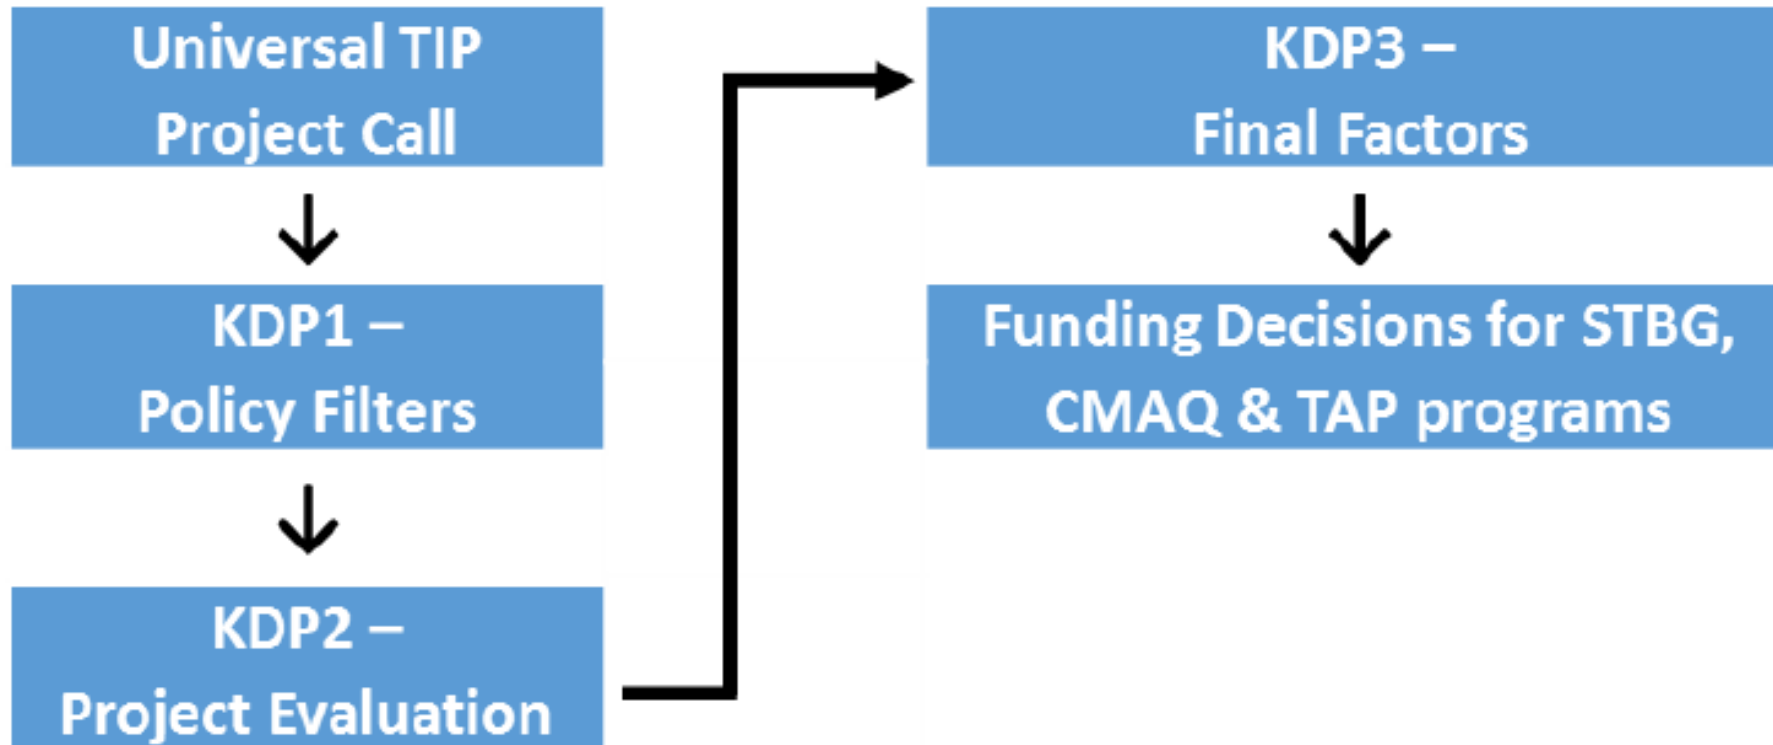 Universal TIP
Project Call
KDP1 –
Policy Filters
KDP2 –
Project Evaluation
KDP3 –
Final Factors
Funding Decisions for STBG,
CMAQ & TAP programs